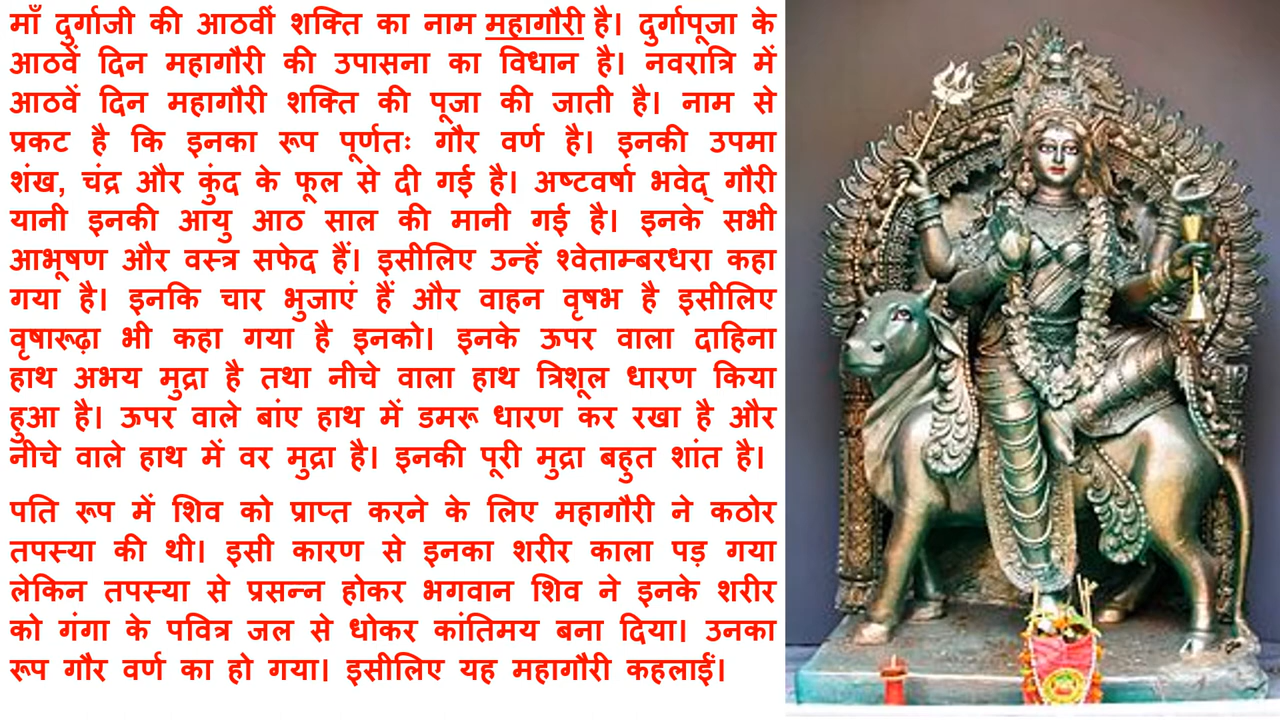 माँ दुर्गाजी की आठवीं शक्ति का नाम महागौरी है। दुर्गापूजा के
आठवें दिन महागौरी की उपासना का विधान है। नवरात्रि में
आठवें दिन महागौरी शक्ति की पूजा की जाती है। नाम से
प्रकट है कि इनका रूप पूर्णतः गौर वर्ण है। इनकी उपमा
शंख, चंद्र और कुंद के फूल से दी गई है। अष्टवर्षा भवेद् गौरी
यानी इनकी आयु आठ साल की मानी गई है। इनके सभी
आभूषण और वस्त्र सफेद हैं। इसीलिए उन्हें श्वेताम्बरधरा कहा
गया है। इनकि चार भुजाएं हैं और वाहन वृषभ है इसीलिए
वृषारूढ़ा भी कहा गया है इनको। इनके ऊपर वाला दाहिना
हाथ अभय मुद्रा है तथा नीचे वाला हाथ त्रिशूल धारण किया
हुआ है। ऊपर वाले बांए हाथ में डमरू धारण कर रखा है और
नीचे वाले हाथ में वर मुद्रा है। इनकी पूरी मुद्रा बहुत शांत है।
पति रूप में शिव को प्राप्त करने के लिए महागौरी ने कठोर
तपस्या की थी। इसी कारण से इनका शरीर काला पड़ गया
लेकिन तपस्या से प्रसन्न होकर भगवान शिव ने इनके शरीर
को गंगा के पवित्र जल से धोकर कांतिमय बना दिया। उनका
रूप गौर वर्ण का हो गया। इसीलिए यह महागौरी कहलाईं।